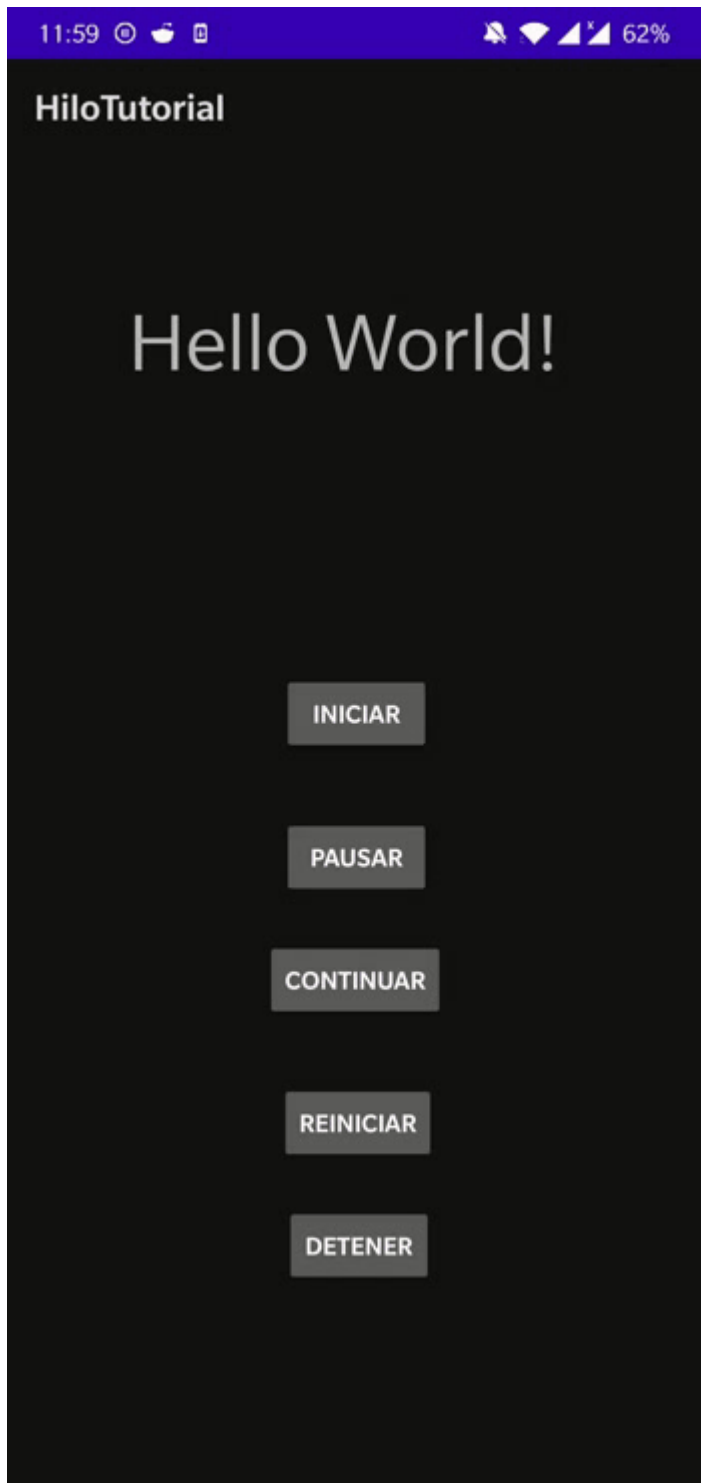 11:59 62%
HiloTutorial
Hello World!
INICIAR
PAUSAR
CONTINUAR
REINICIAR
DETENER